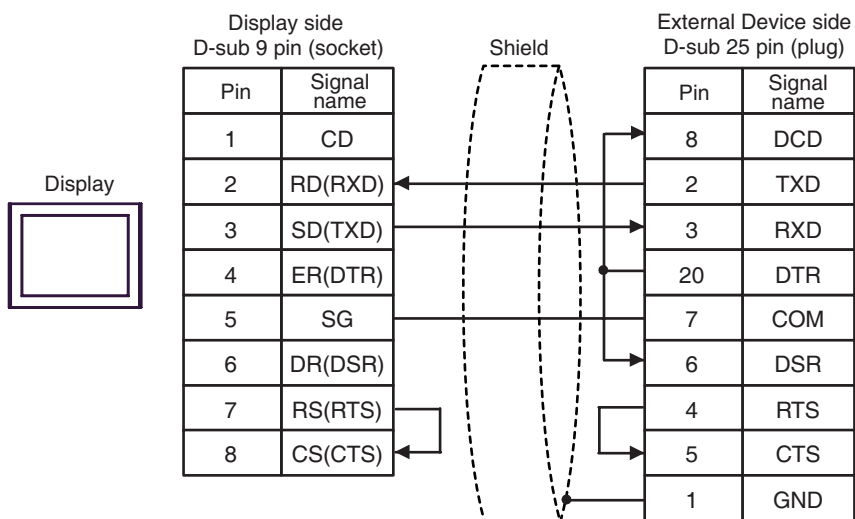 Display side
D-sub 9 pin (socket)
Shield
External Device side
D-sub 25 pin (plug)
Display
Pin Signal name
1 CD
2 RD(RXD)
3 SD(TXD)
4 ER(DTR)
5 SG
6 DR(DSR)
7 RS(RTS)
8 CS(CTS)
Pin Signal name
8 DCD
2 TXD
3 RXD
20 DTR
7 COM
6 DSR
4 RTS
5 CTS
1 GND